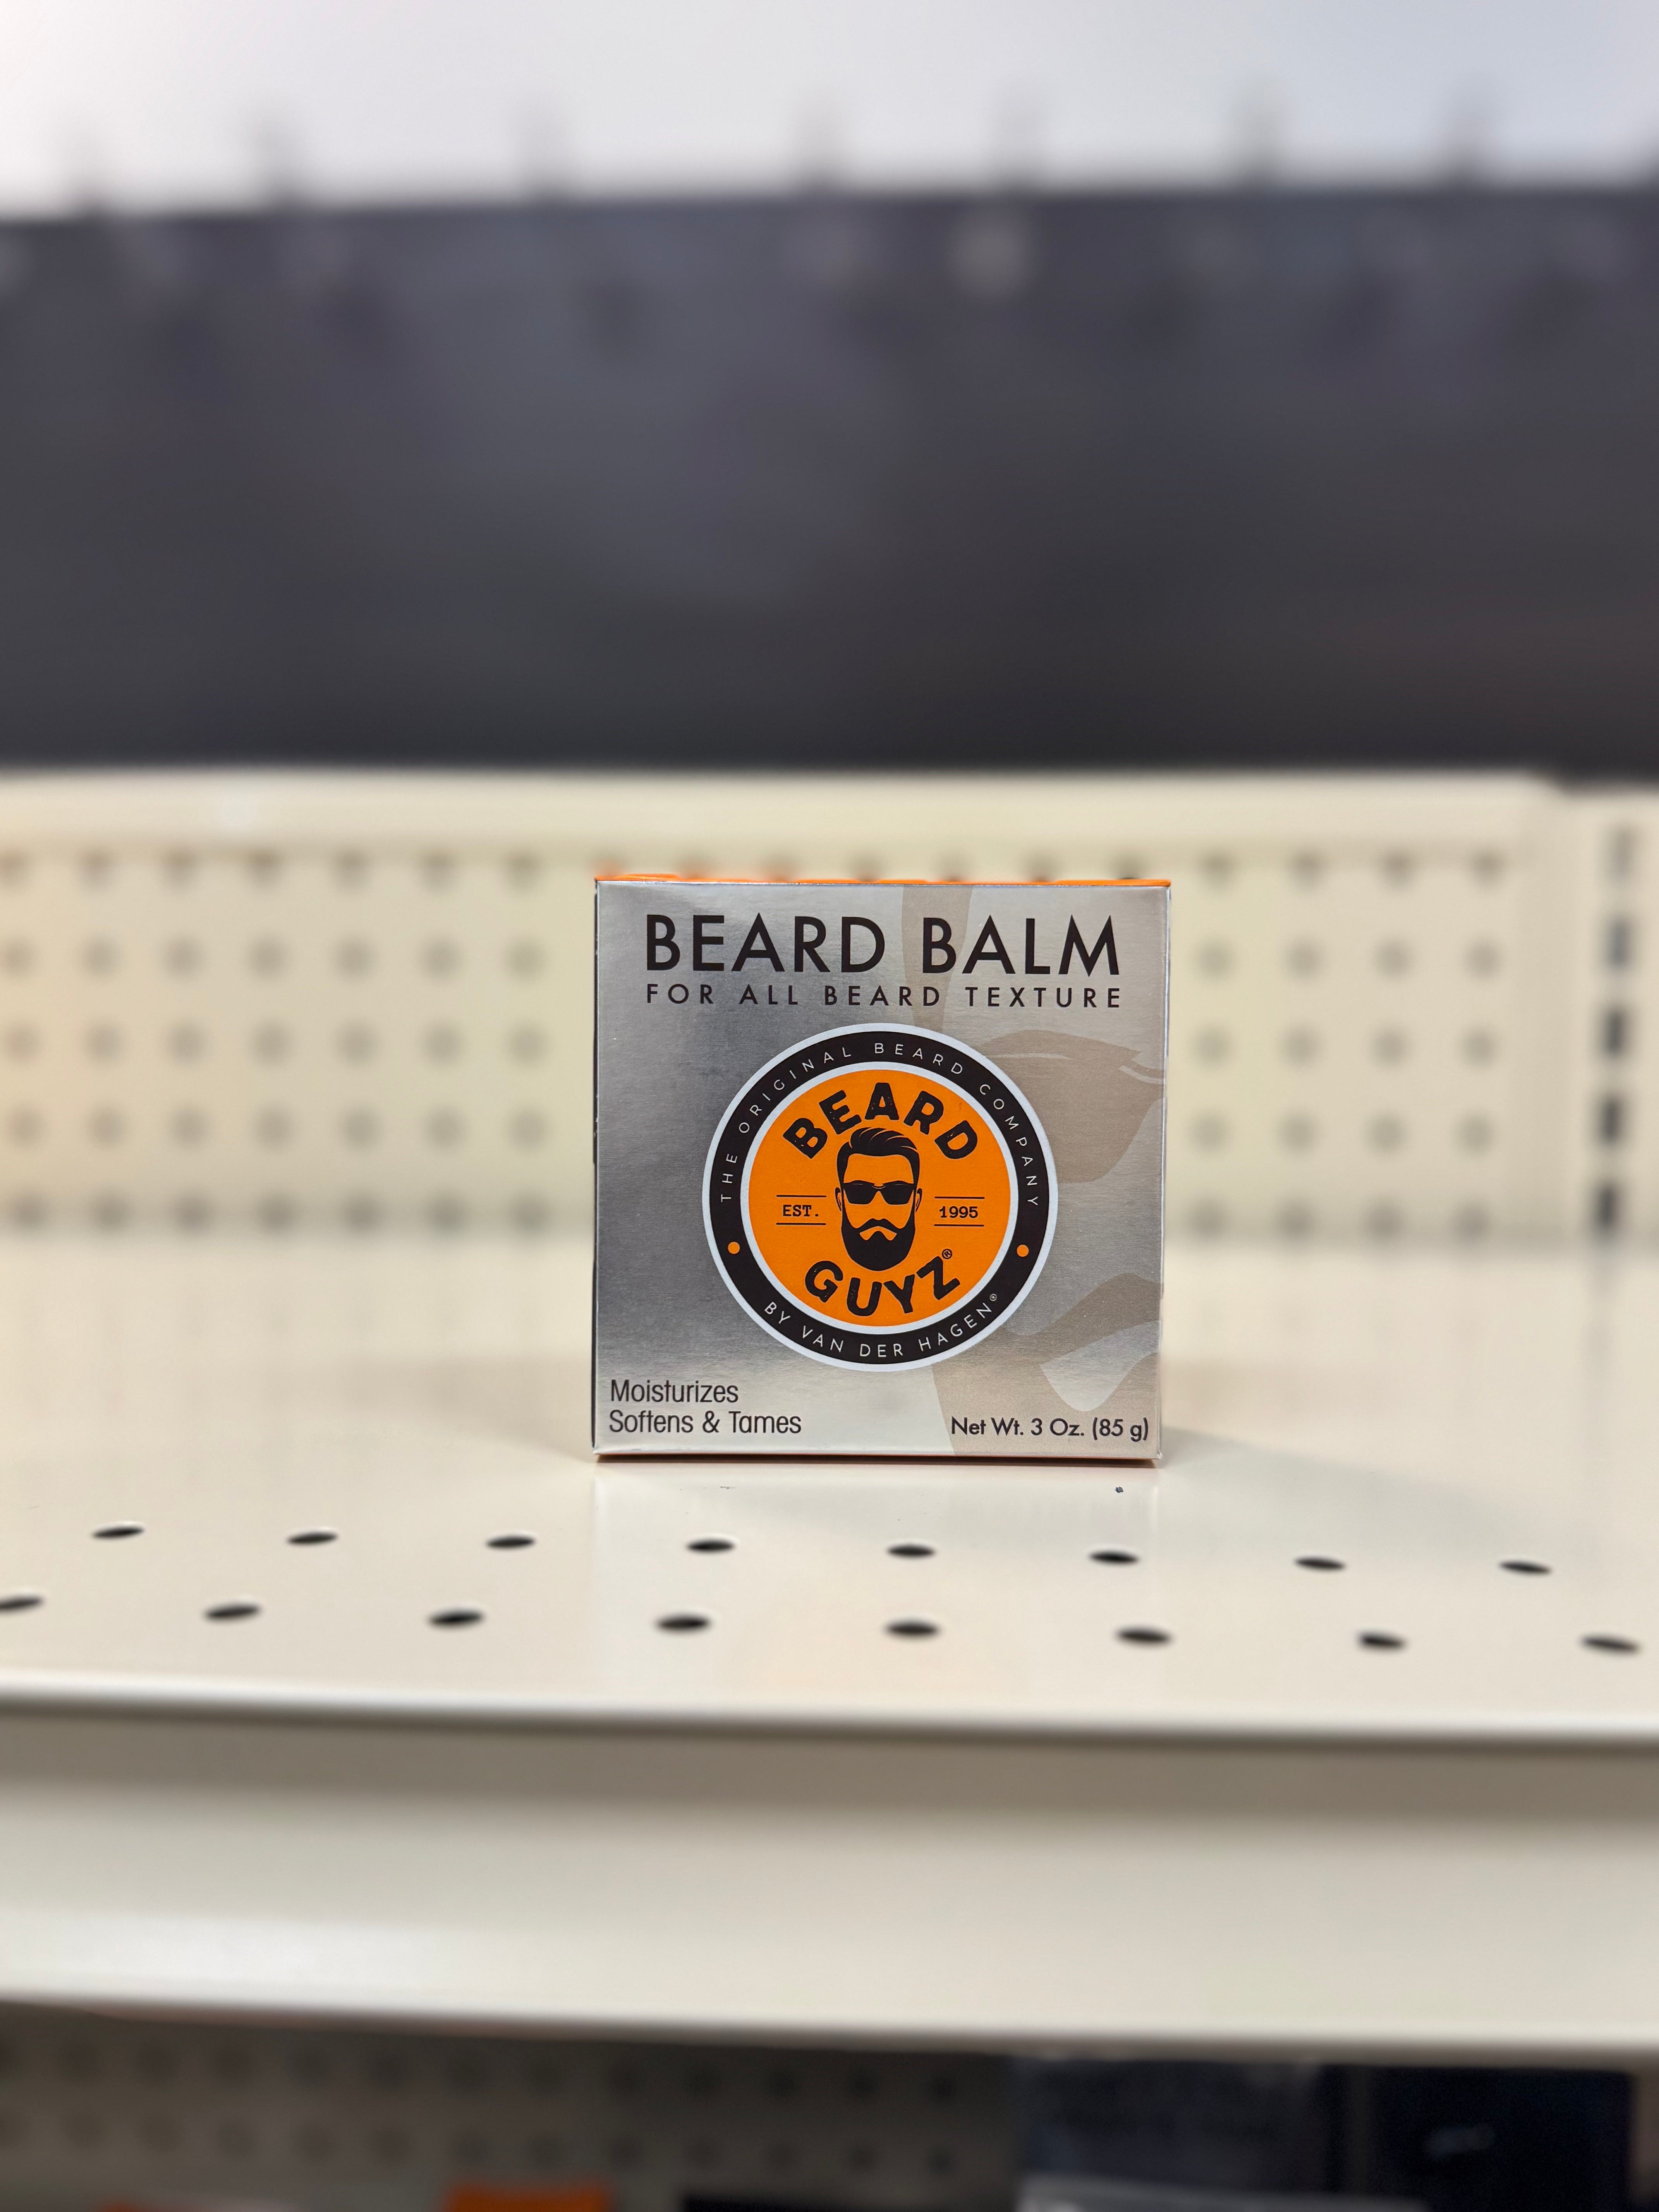 BEARD BALM
FOR ALL BEARD TEXTURE
THE ORIGINAL BEARD COMPANY
BEARD
EST. 1995
GUYZ®
BY VAN DER HAGEN®
Moisturizes
Softens & Tames
Net Wt. 3 Oz. (85 g)